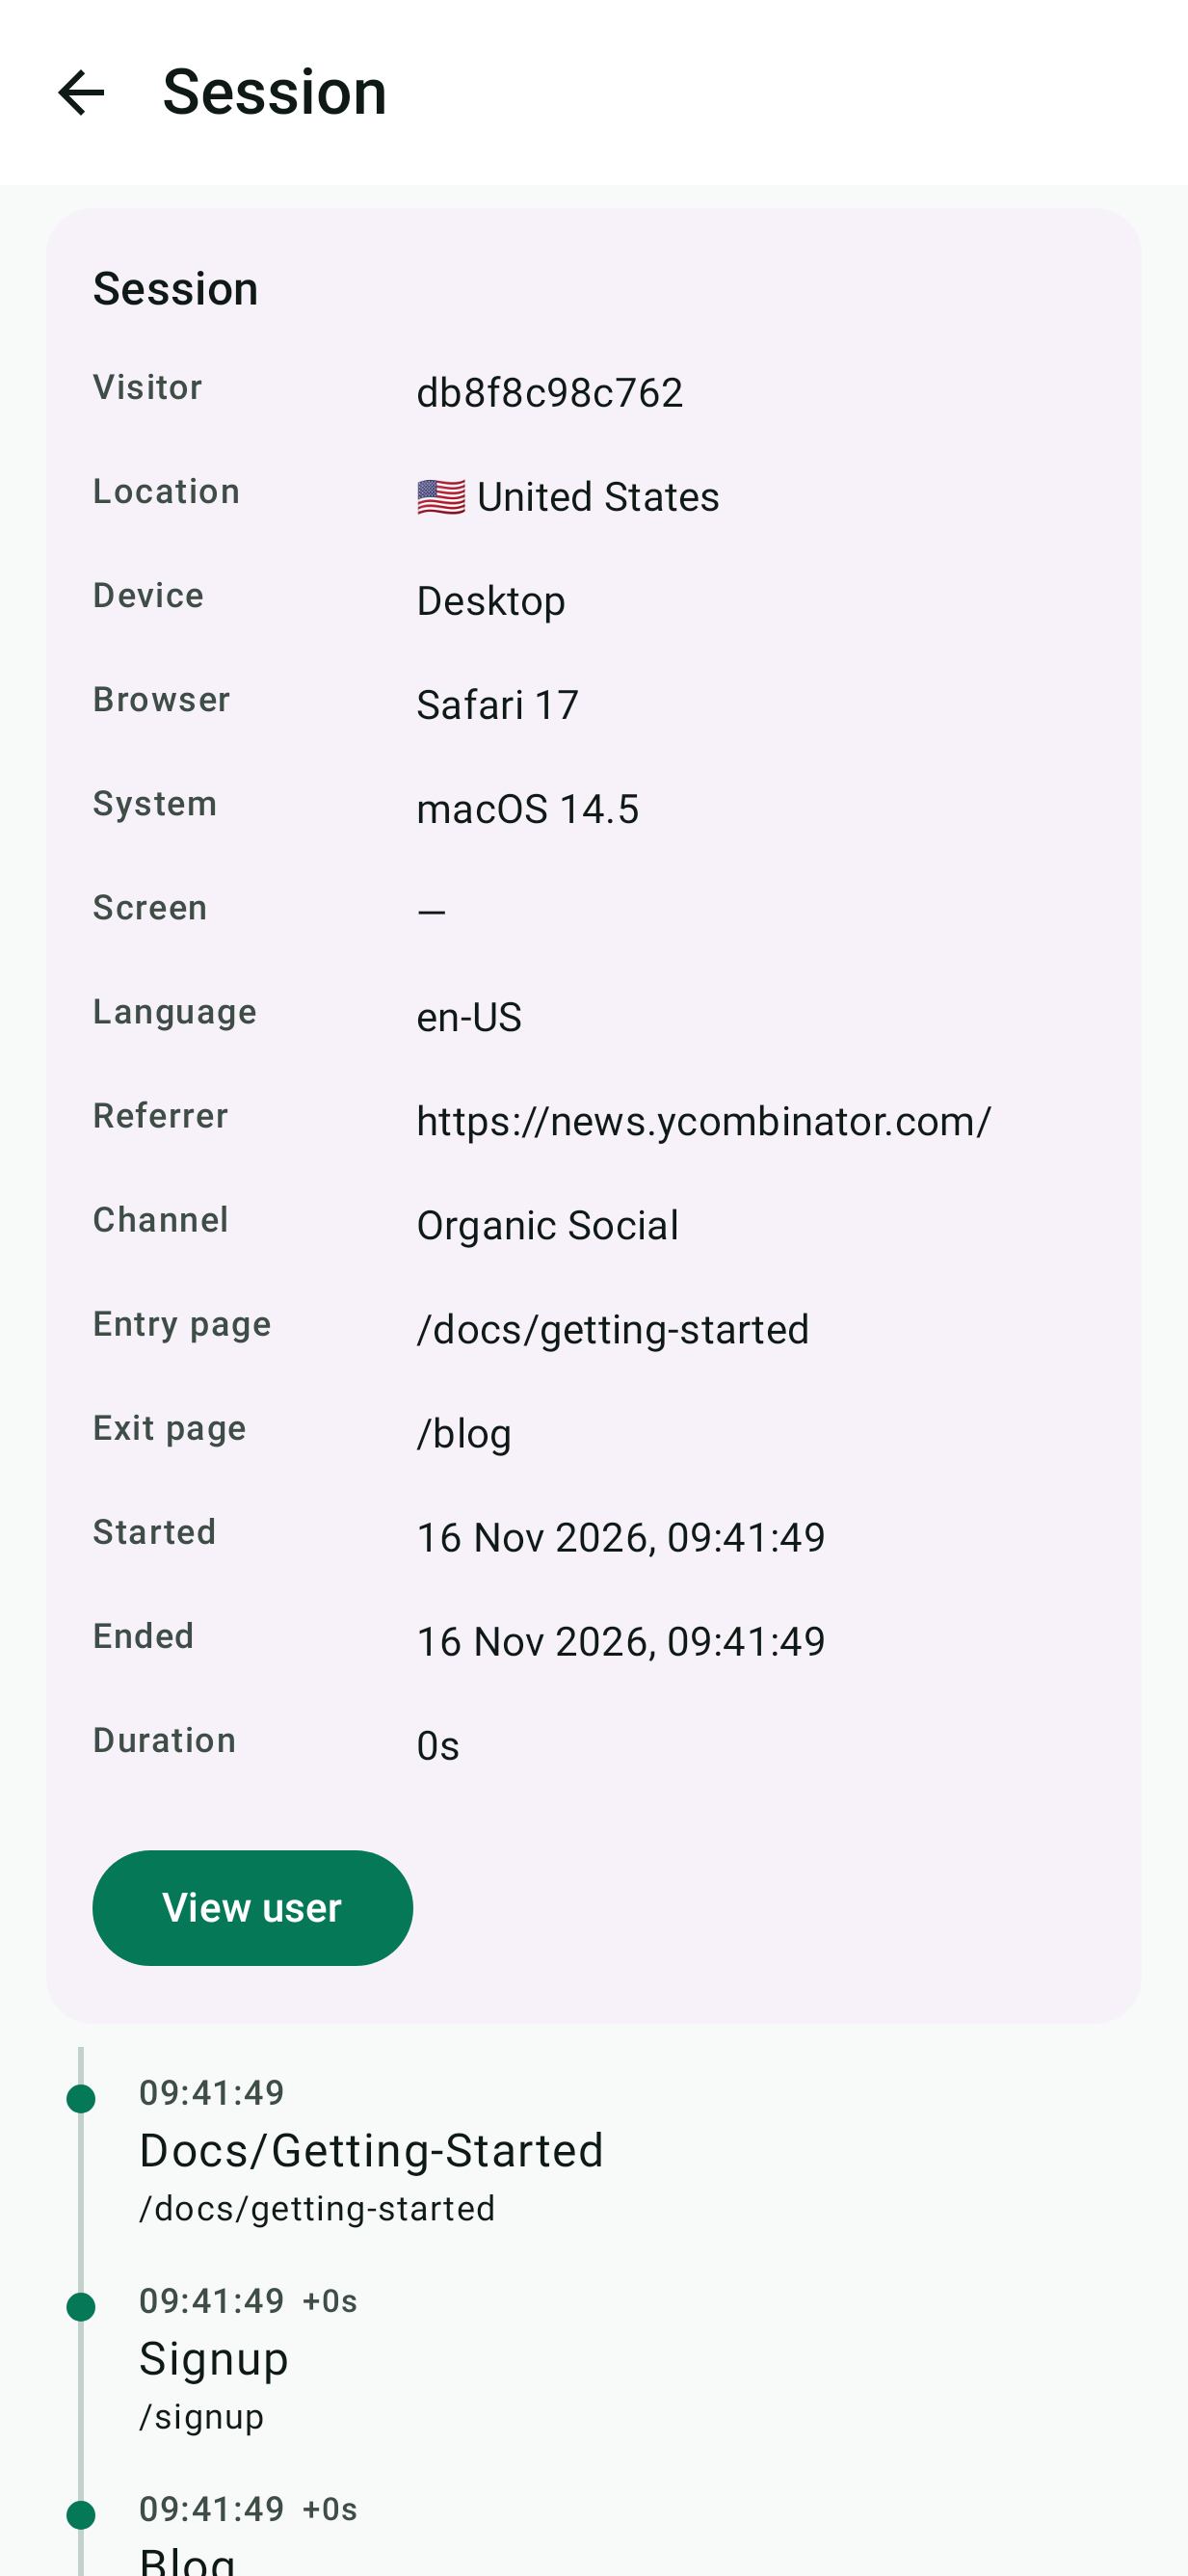 Session
Session
Visitor db8f8c98c762
Location 🇺🇸 United States
Device Desktop
Browser Safari 17
System macOS 14.5
Screen —
Language en-US
Referrer https://news.ycombinator.com/
Channel Organic Social
Entry page /docs/getting-started
Exit page /blog
Started 16 Nov 2026, 09:41:49
Ended 16 Nov 2026, 09:41:49
Duration 0s
View user
09:41:49
Docs/Getting-Started
/docs/getting-started
09:41:49 +0s
Signup
/signup
09:41:49 +0s
Blog